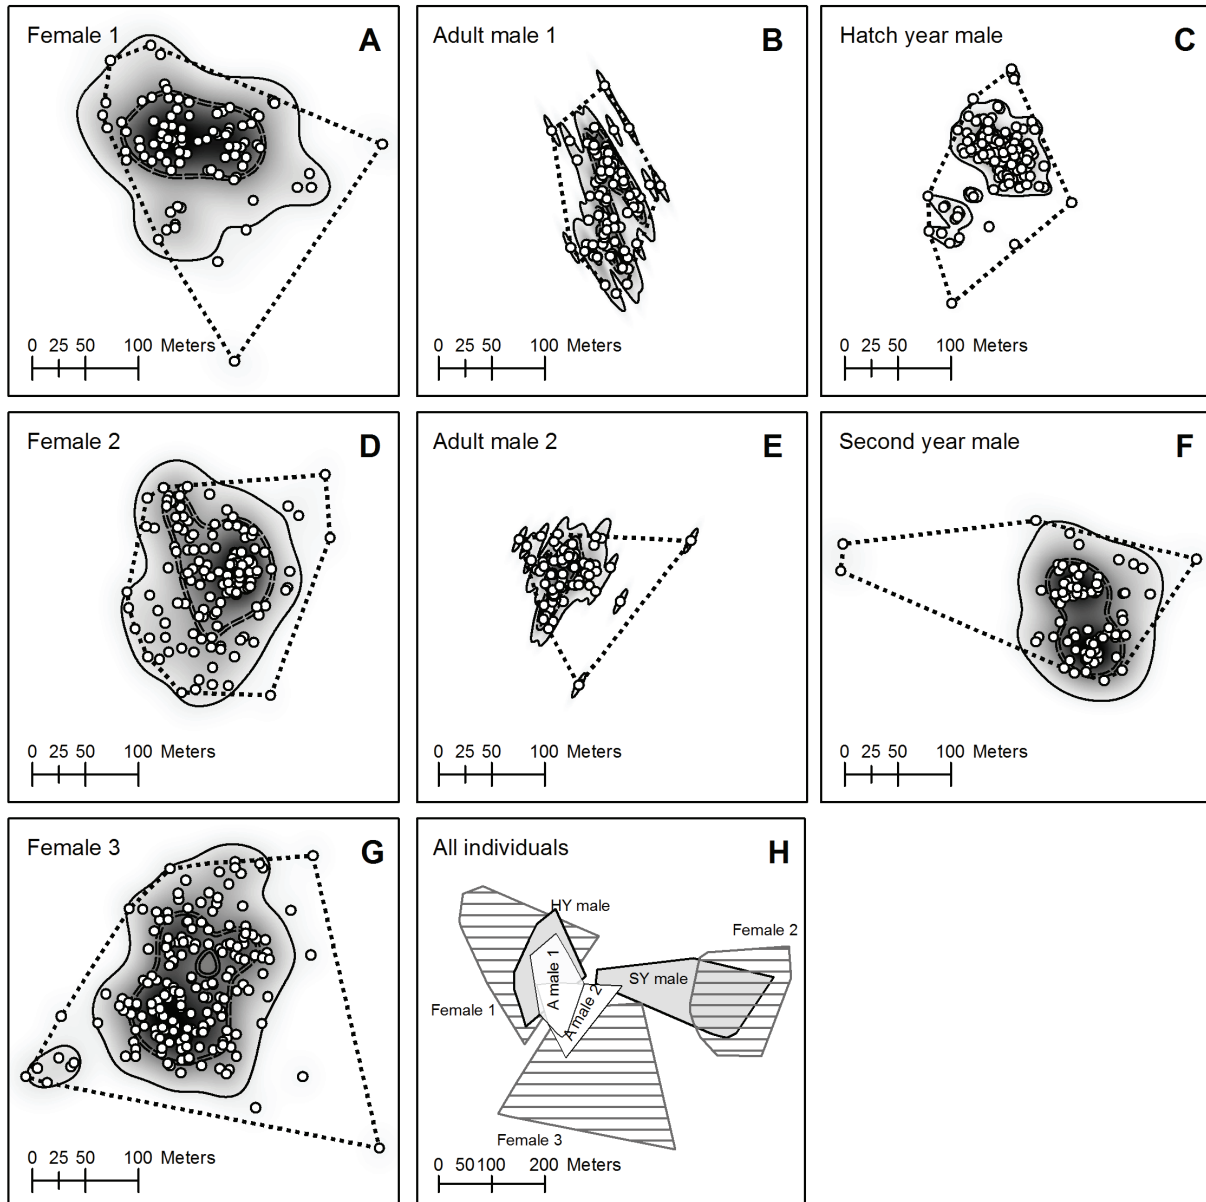 Female 1 A
0 25 50 100 Meters
Adult male 1 B
0 25 50 100 Meters
Hatch year male C
0 25 50 100 Meters
Female 2 D
0 25 50 100 Meters
Adult male 2 E
0 25 50 100 Meters
Second year male F
0 25 50 100 Meters
Female 3 G
0 25 50 100 Meters
All individuals H
HY male
Female 2
A male 1
SY male
A male 2
Female 1
Female 3
0 50 100 200 Meters